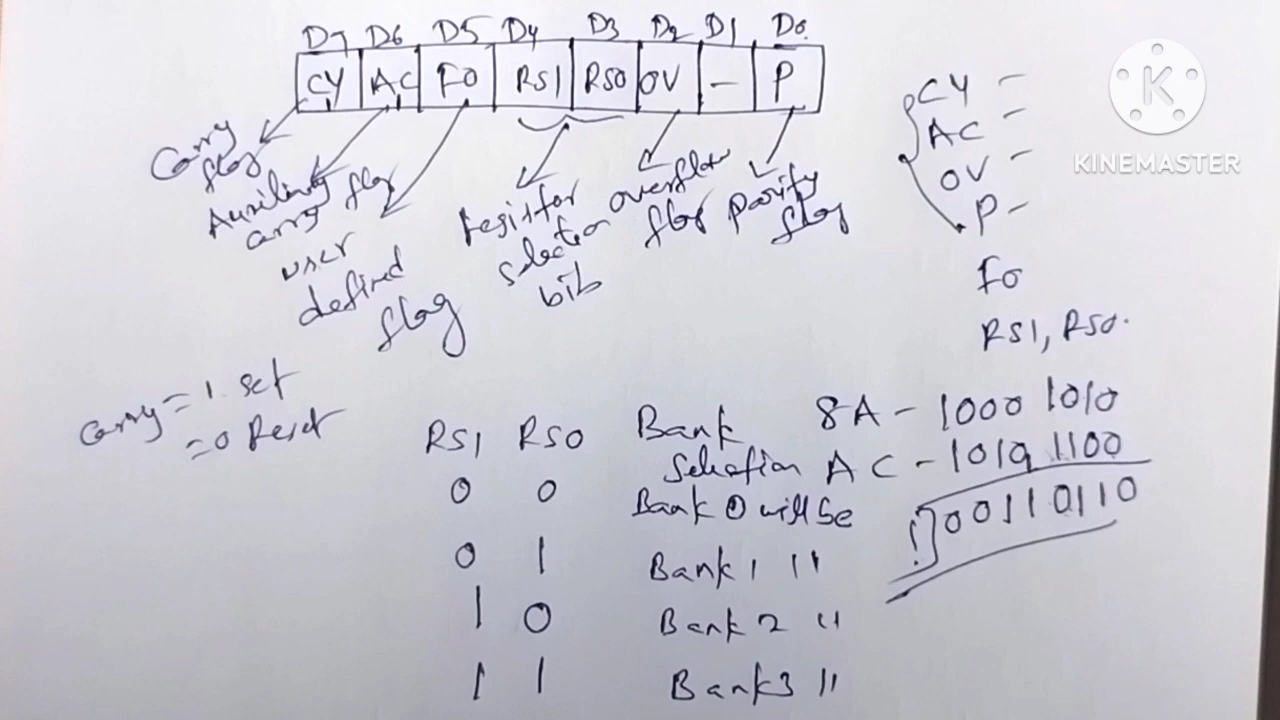 D7 D6 D5 D4 D3 D2 D1 D0
CY AC F0 RS1 RS0 OV - P
Carry flag
Auxiliary carry flag
user defined flag
register selection bits
overflow flag
parity flag
CY -
AC -
OV -
P -
F0
RS1, RS0.
K
KINEMASTER
Carry = 1 set
= 0 Reset
RS1 RS0 Bank Selection
0 0 Bank 0 will be
0 1 Bank 1 "
1 0 Bank 2 "
1 1 Bank 3 "
8A - 1000 1010
AC - 1010 1100
1] 00110110